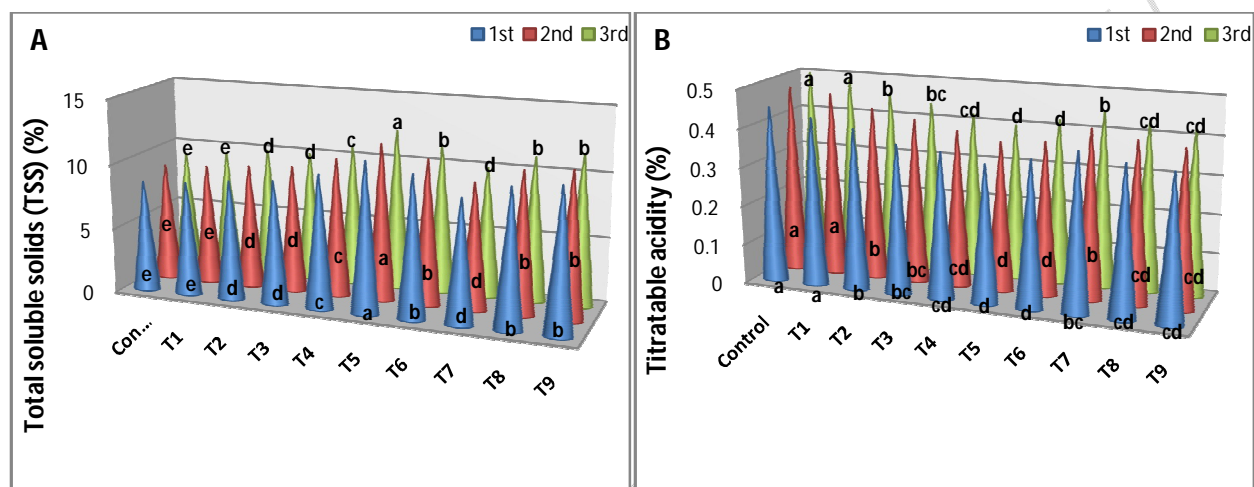 A
1st 2nd 3rd
Total soluble solids (TSS) (%)
15
10
5
0
e e d d c a b d b b
e e d d c a b d b b
e e d d c a b d b b
Con... T1 T2 T3 T4 T5 T6 T7 T8 T9
B
1st 2nd 3rd
Titratable acidity (%)
0.5
0.4
0.3
0.2
0.1
0
a a b bc cd d d b cd cd
a a b bc cd d d b cd cd
a a b bc cd d d bc cd cd
Control T1 T2 T3 T4 T5 T6 T7 T8 T9